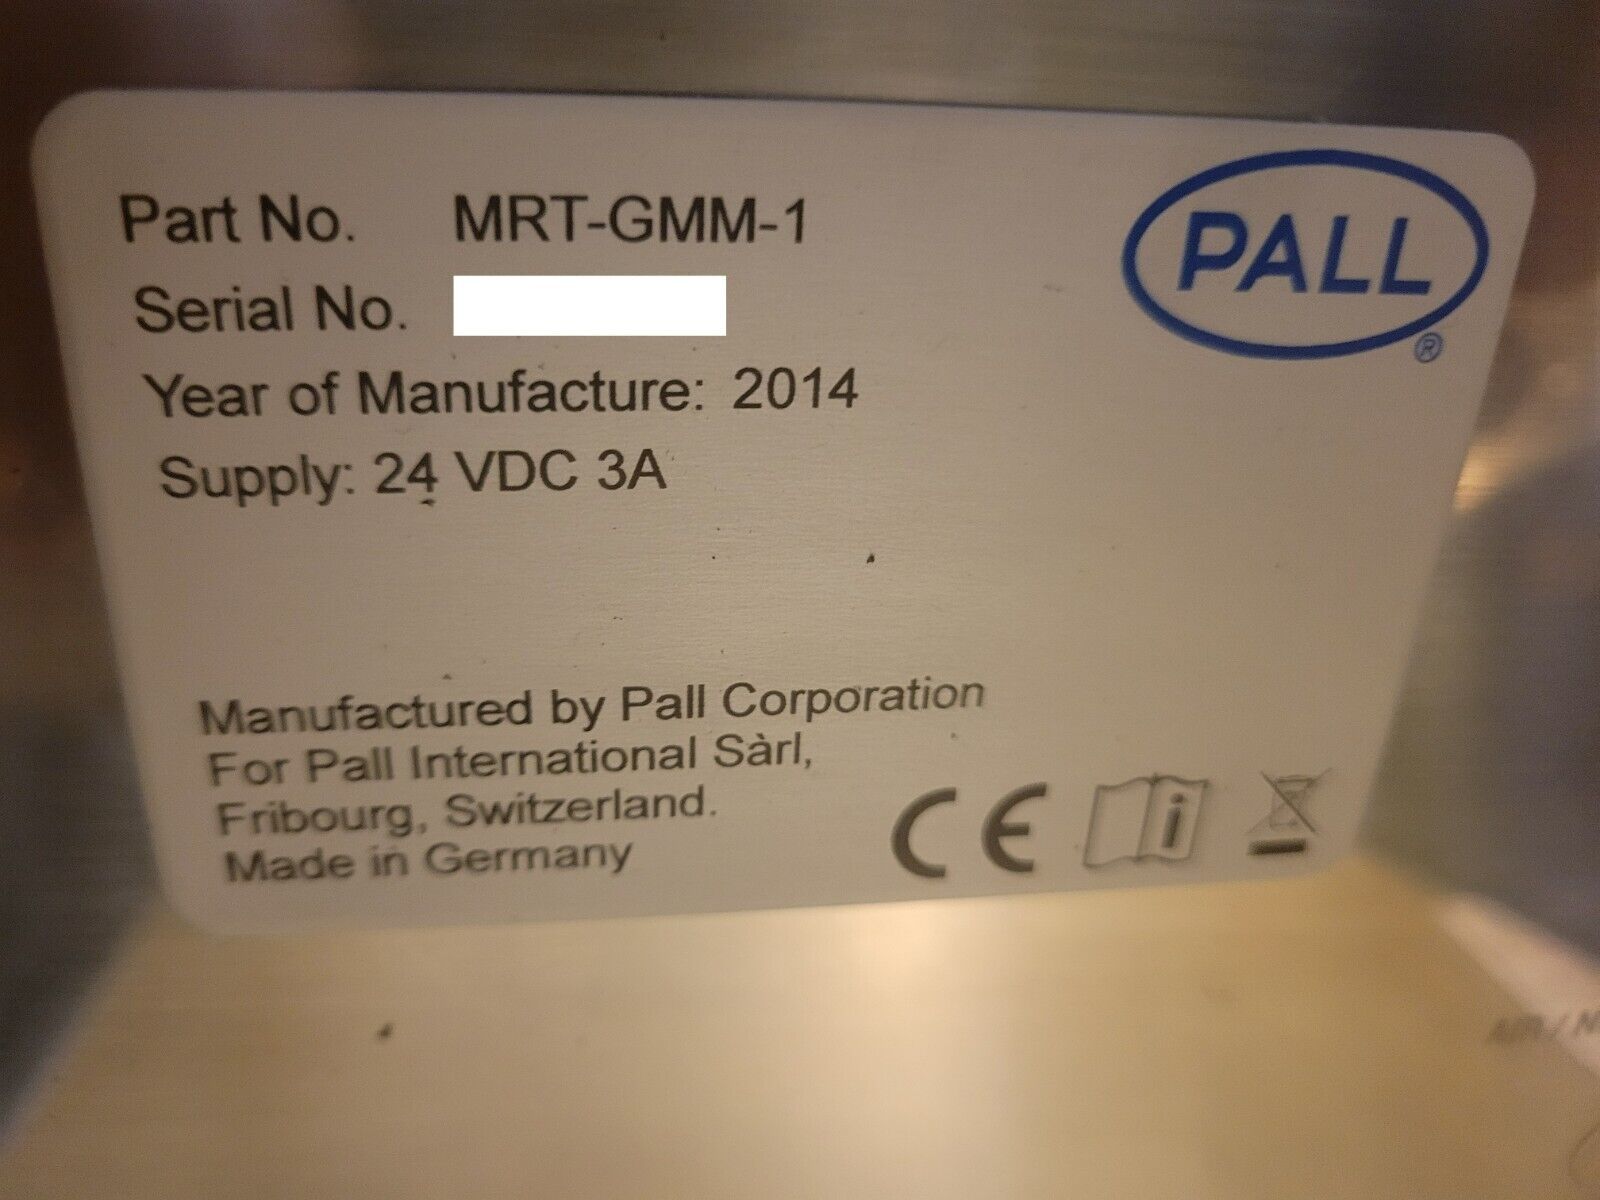 Part No. MRT-GMM-1
PALL
®
Serial No.
Year of Manufacture: 2014
Supply: 24 VDC 3A
Manufactured by Pall Corporation
For Pall International Sàrl,
Fribourg, Switzerland.
Made in Germany
CE
i